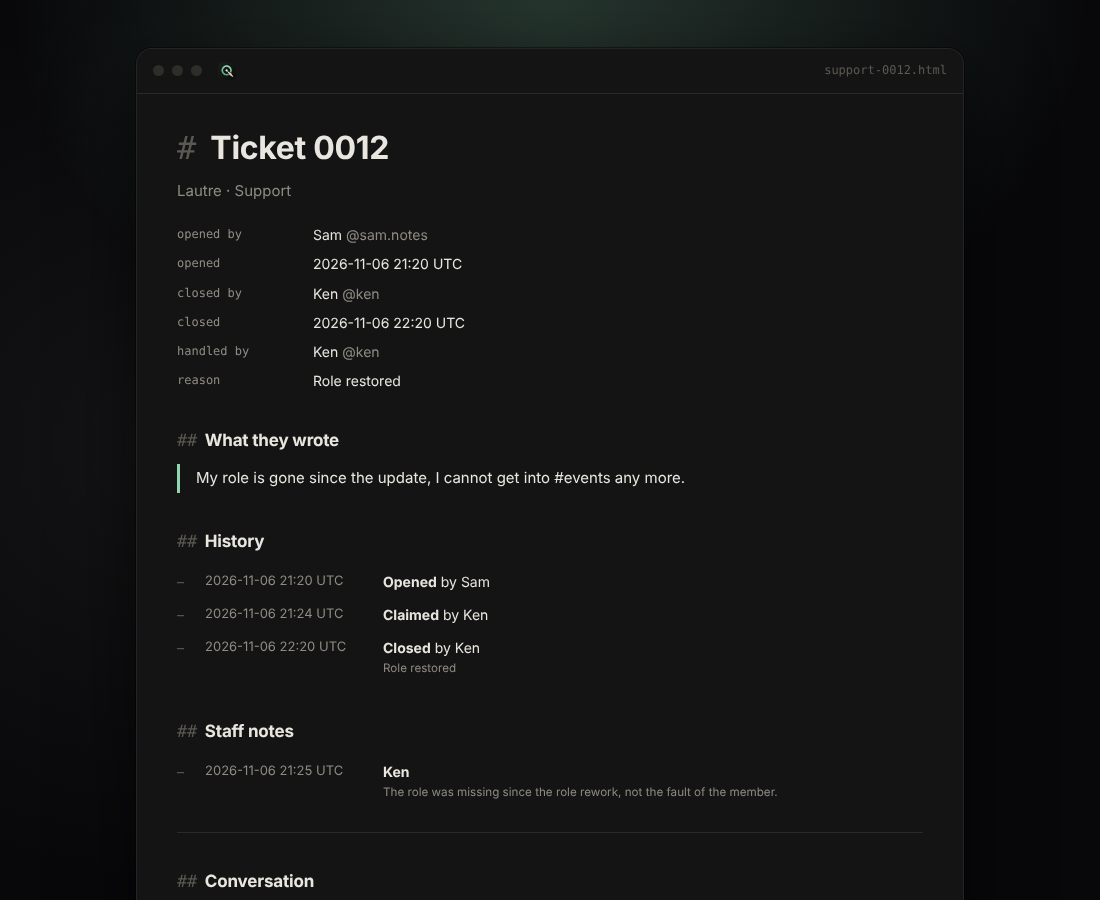 support-0012.html
# Ticket 0012
Lautre · Support
opened by Sam @sam.notes
opened 2026-11-06 21:20 UTC
closed by Ken @ken
closed 2026-11-06 22:20 UTC
handled by Ken @ken
reason Role restored
## What they wrote
My role is gone since the update, I cannot get into #events any more.
## History
– 2026-11-06 21:20 UTC Opened by Sam
– 2026-11-06 21:24 UTC Claimed by Ken
– 2026-11-06 22:20 UTC Closed by Ken
Role restored
## Staff notes
– 2026-11-06 21:25 UTC Ken
The role was missing since the role rework, not the fault of the member.
## Conversation